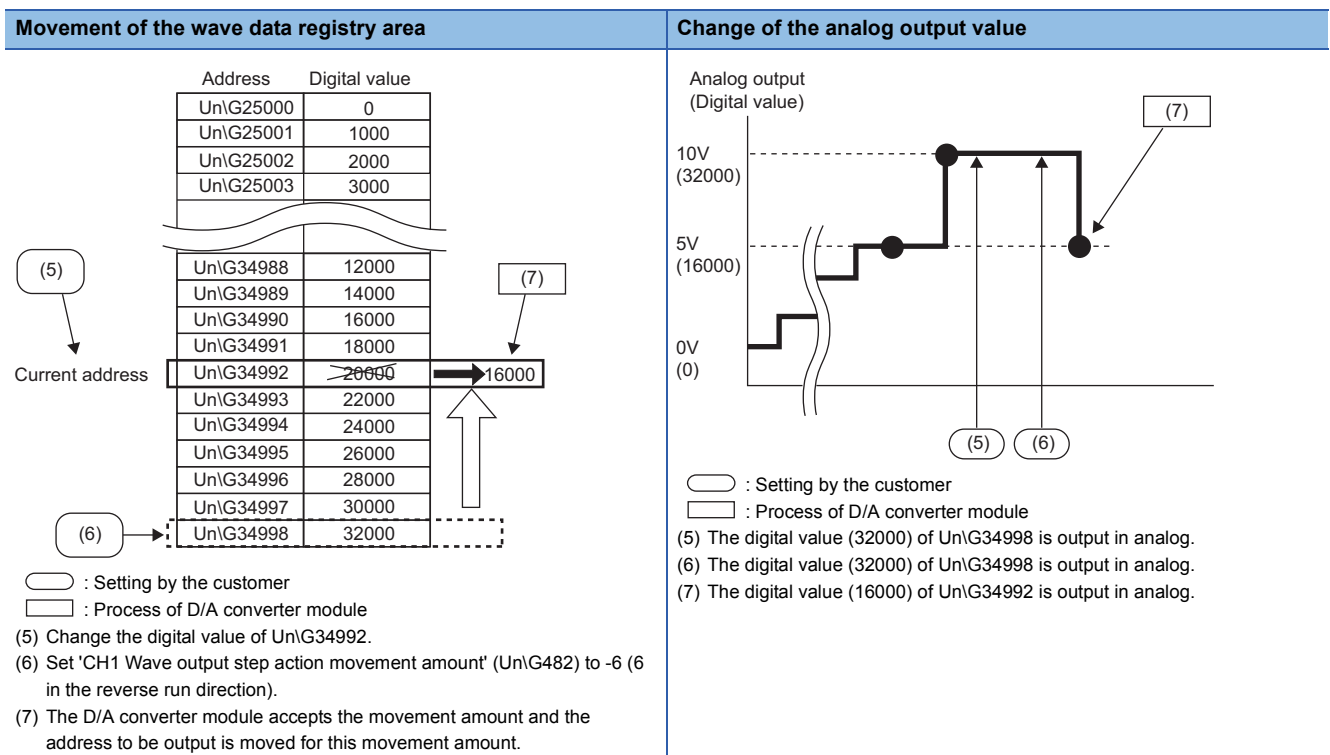 Movement of the wave data registry area
Change of the analog output value
Address Digital value
Un\G25000 0
Un\G25001 1000
Un\G25002 2000
Un\G25003 3000
Un\G34988 12000
Un\G34989 14000
Un\G34990 16000
Un\G34991 18000
Un\G34992 20000 16000
Un\G34993 22000
Un\G34994 24000
Un\G34995 26000
Un\G34996 28000
Un\G34997 30000
Un\G34998 32000
(5)
(7)
Current address
(6)
: Setting by the customer
: Process of D/A converter module
(5) Change the digital value of Un\G34992.
(6) Set 'CH1 Wave output step action movement amount' (Un\G482) to -6 (6
in the reverse run direction).
(7) The D/A converter module accepts the movement amount and the
address to be output is moved for this movement amount.
Analog output
(Digital value)
(7)
10V
(32000)
5V
(16000)
0V
(0)
(5) (6)
: Setting by the customer
: Process of D/A converter module
(5) The digital value (32000) of Un\G34998 is output in analog.
(6) The digital value (32000) of Un\G34998 is output in analog.
(7) The digital value (16000) of Un\G34992 is output in analog.